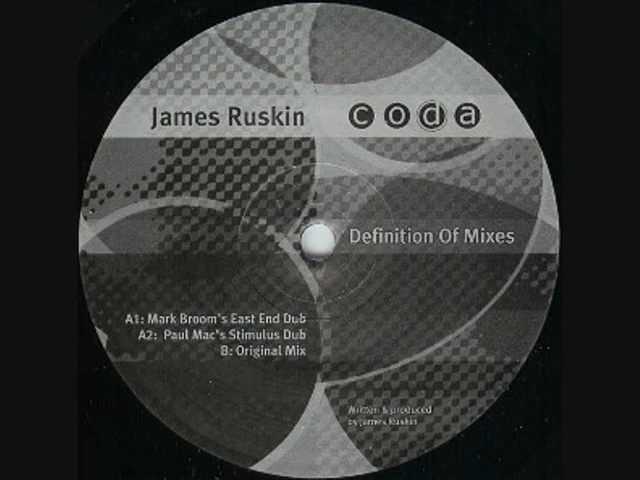 James Ruskin
coda
Definition Of Mixes
A1: Mark Broom's East End Dub
A2: Paul Mac's Stimulus Dub
B: Original Mix
Written & produced
by James Ruskin